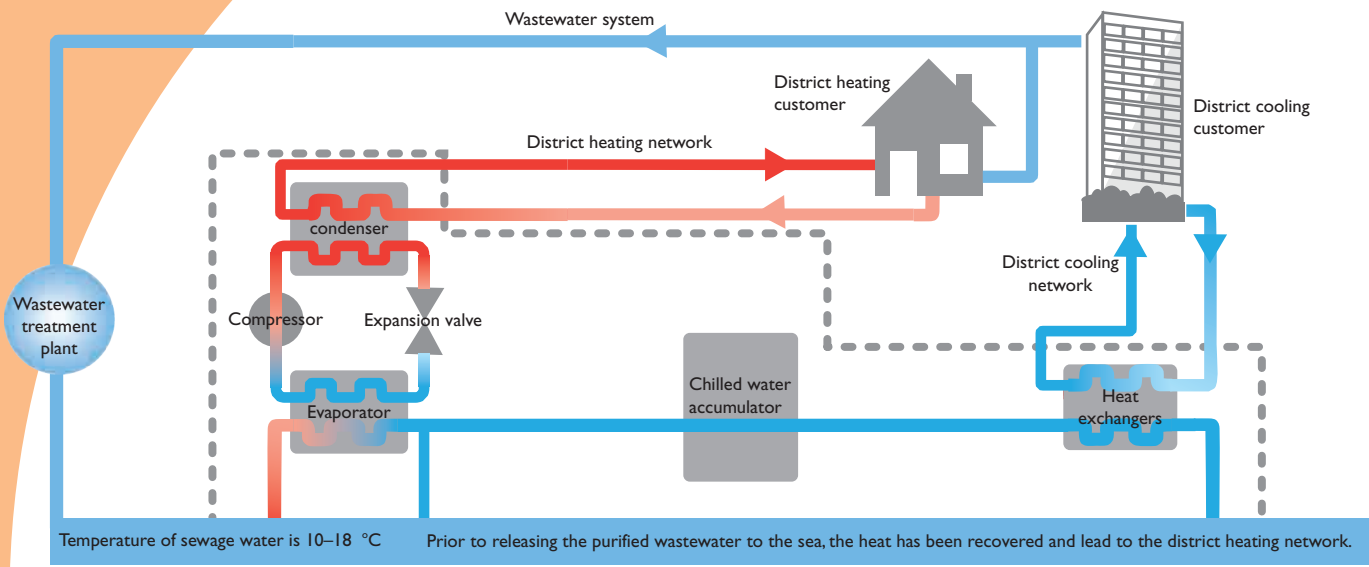 Wastewater system
District heating
customer
District cooling
customer
District heating network
condenser
District cooling
network
Wastewater
treatment
plant
Compressor
Expansion valve
Chilled water
accumulator
Heat
exchangers
Evaporator
Temperature of sewage water is 10–18 °C
Prior to releasing the purified wastewater to the sea, the heat has been recovered and lead to the district heating network.